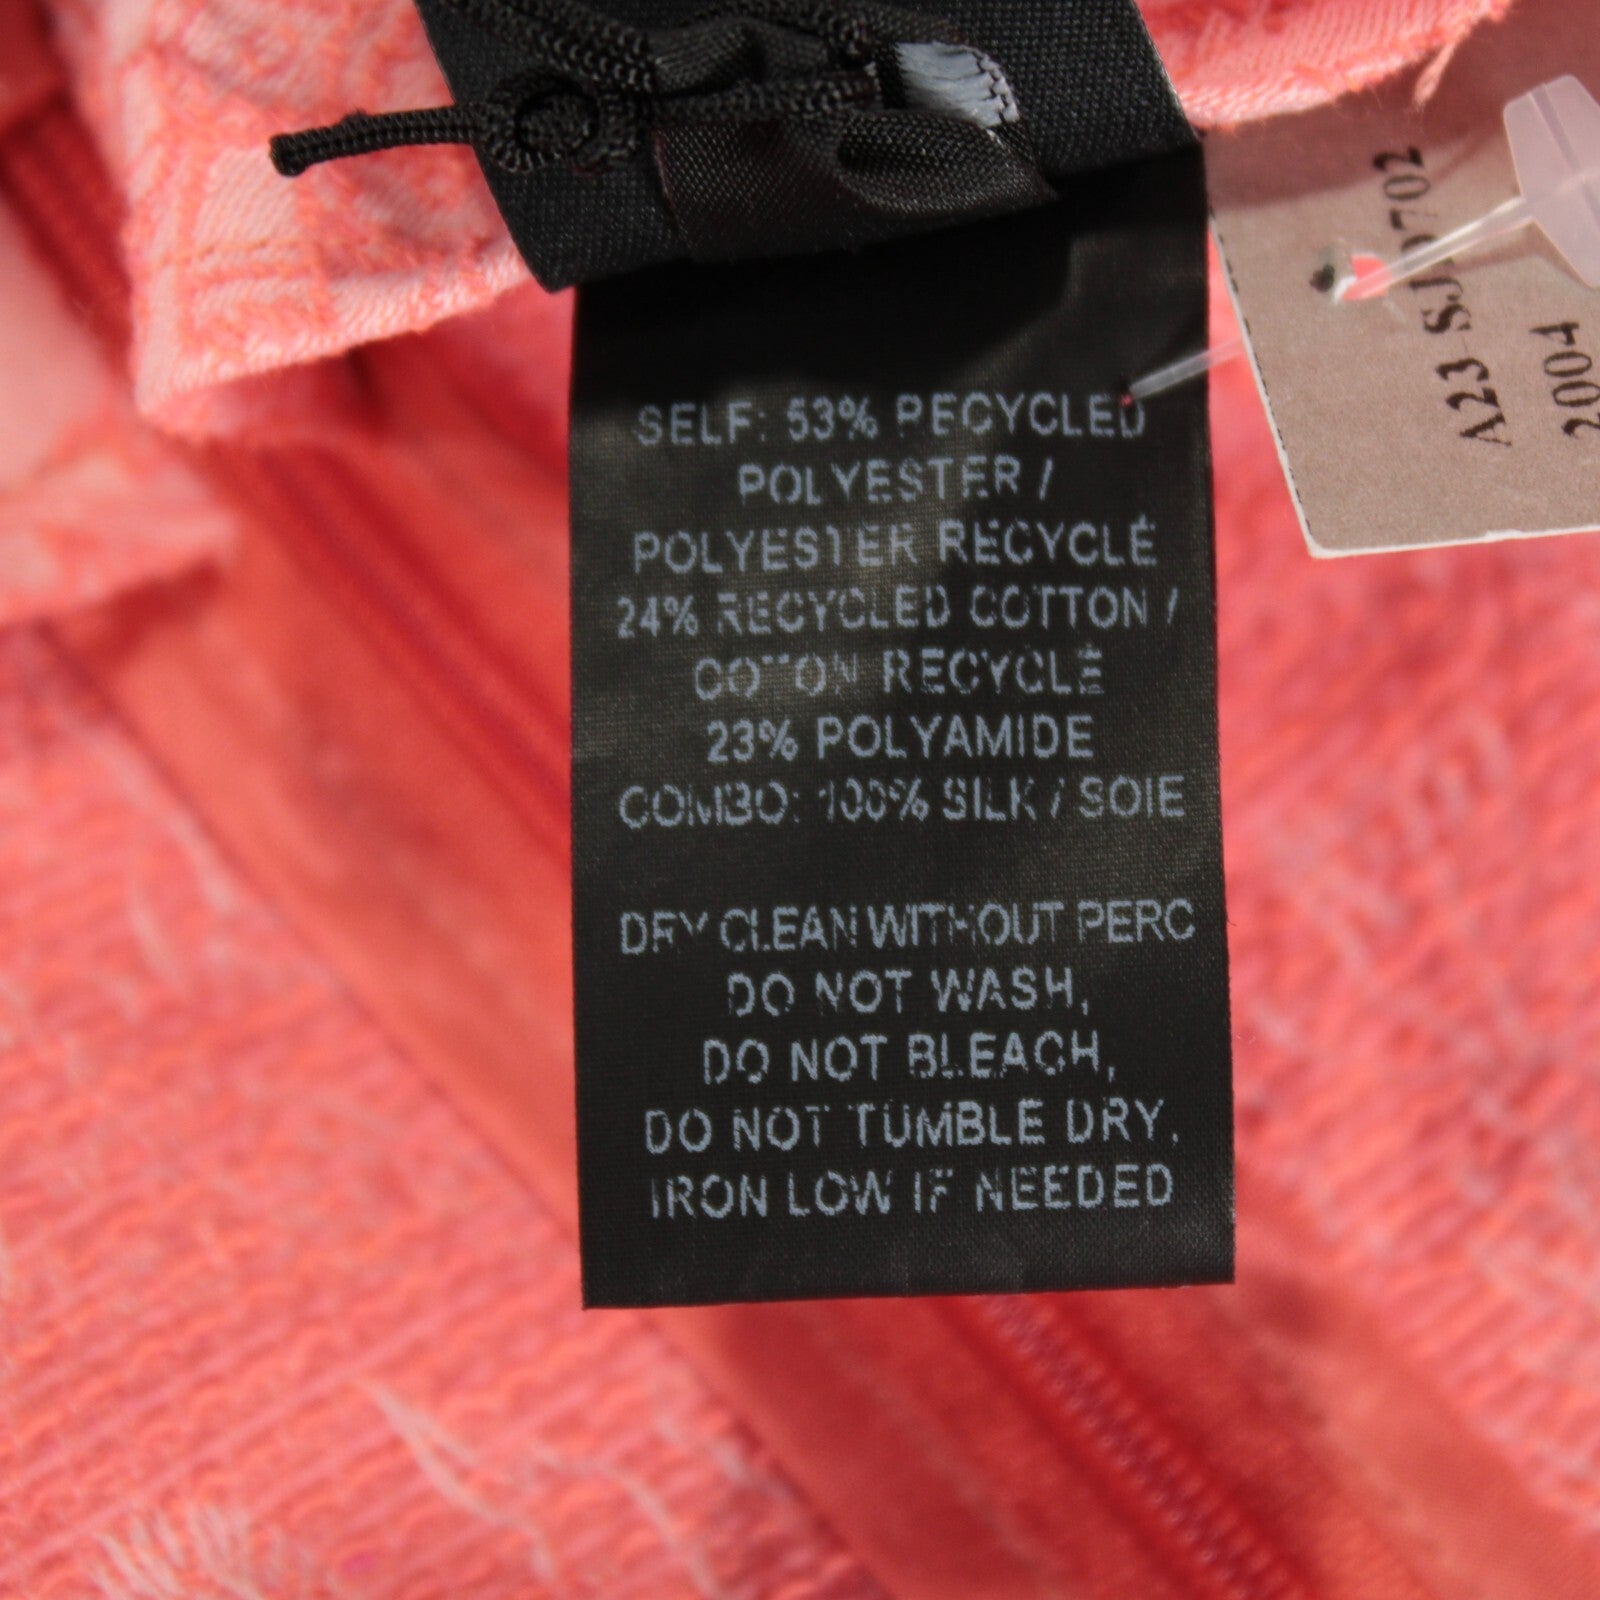 SELF: 53% RECYCLED
POLYESTER /
POLYESTER RECYCLÉ
24% RECYCLED COTTON /
COTON RECYCLÉ
23% POLYAMIDE
COMBO: 100% SILK / SOIE
DRY CLEAN WITHOUT PERC
DO NOT WASH,
DO NOT BLEACH,
DO NOT TUMBLE DRY,
IRON LOW IF NEEDED
A23
2004